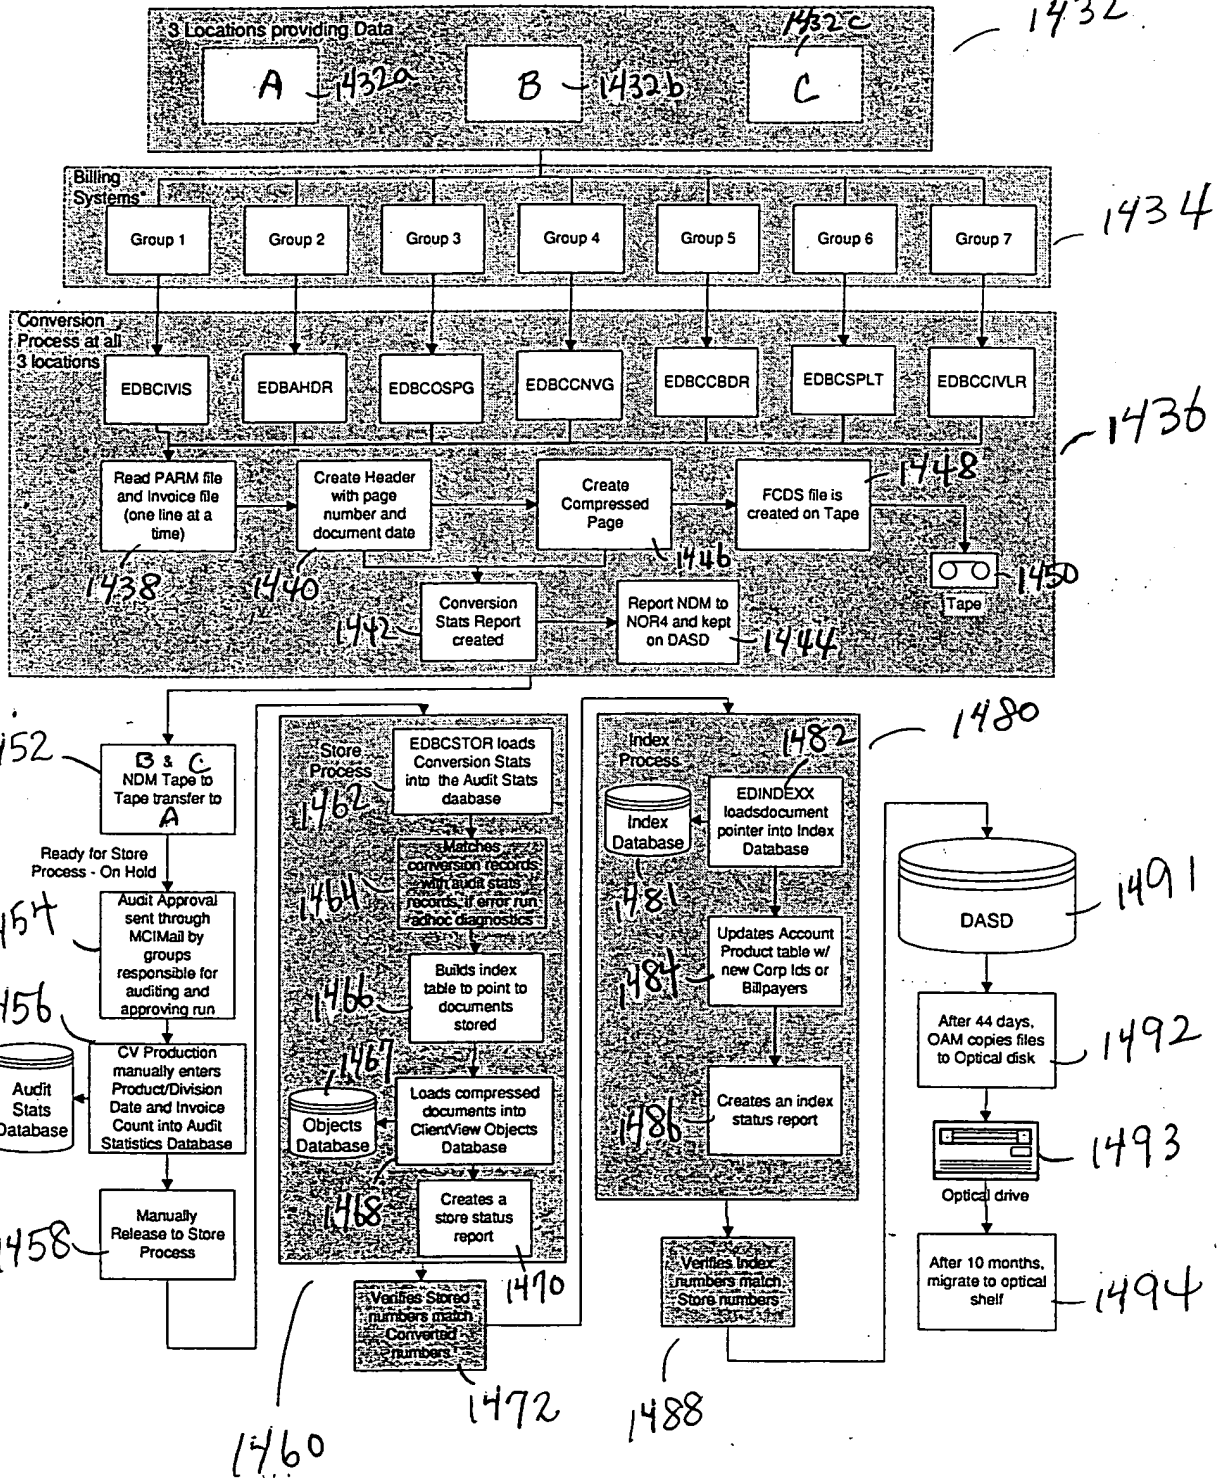 1432
3 Locations providing Data
1432c
A
1432a
B
1432b
C
Billing
Systems*
1434
Group 1
Group 2
Group 3
Group 4
Group 5
Group 6
Group 7
Conversion
Process at all
3 locations
EDBCIVIS
EDBAHDR
EDBCOSPG
EDBCCNVG
EDBCCBDR
EDBCSPLT
EDBCCIVLR
1436
Read PARM file
and Invoice file
(one line at a
time)
1438
Create Header
with page
number and
document date
1440
Create
Compressed
Page
1446
FCDS file is
created on Tape
1448
1450
Tape
1442
Conversion
Stats Report
created
Report NDM to
NOR4 and kept
on DASD
1444
452
B & C
NDM Tape to
Tape transfer to
A
Ready for Store
Process - On Hold
454
Audit Approval
sent through
MCIMail by
groups
responsible for
auditing and
approving run
456
Audit
Stats
Database
CV Production
manually enters
Product/Division
Date and Invoice
Count into Audit
Statistics Database
1458
Manually
Release to Store
Process
Store
Process
1462
EDBCSTOR loads
Conversion Stats
into the Audit Stats
daabase
1464
Matches
conversion records
with audit stats
records, if error run
adhoc diagnostics
1466
Builds index
table to point to
documents
stored
1467
Objects
Database
Loads compressed
documents into
ClientView Objects
Database
1468
Creates a
store status
report
1470
1460
Verifies Stored
numbers match
Converted
numbers
1472
1480
Index
Process
1482
Index
Database
1481
EDINDEXX
loadsdocument
pointer into Index
Database
1484
Updates Account
Product table w/
new Corp Ids or
Billpayers
1486
Creates an index
status report
Verifies Index
numbers match
Store numbers
1488
DASD
1491
After 44 days,
OAM copies files
to Optical disk
1492
1493
Optical drive
After 10 months,
migrate to optical
shelf
1494